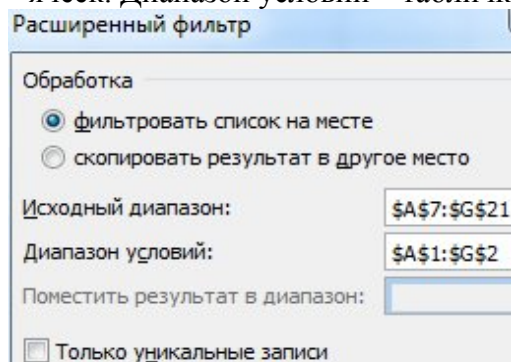 Расширенный фильтр
Обработка
фильтровать список на месте
скопировать результат в другое место
Исходный диапазон: $A$7:$G$21
Диапазон условий: $A$1:$G$2
Поместить результат в диапазон:
Только уникальные записи